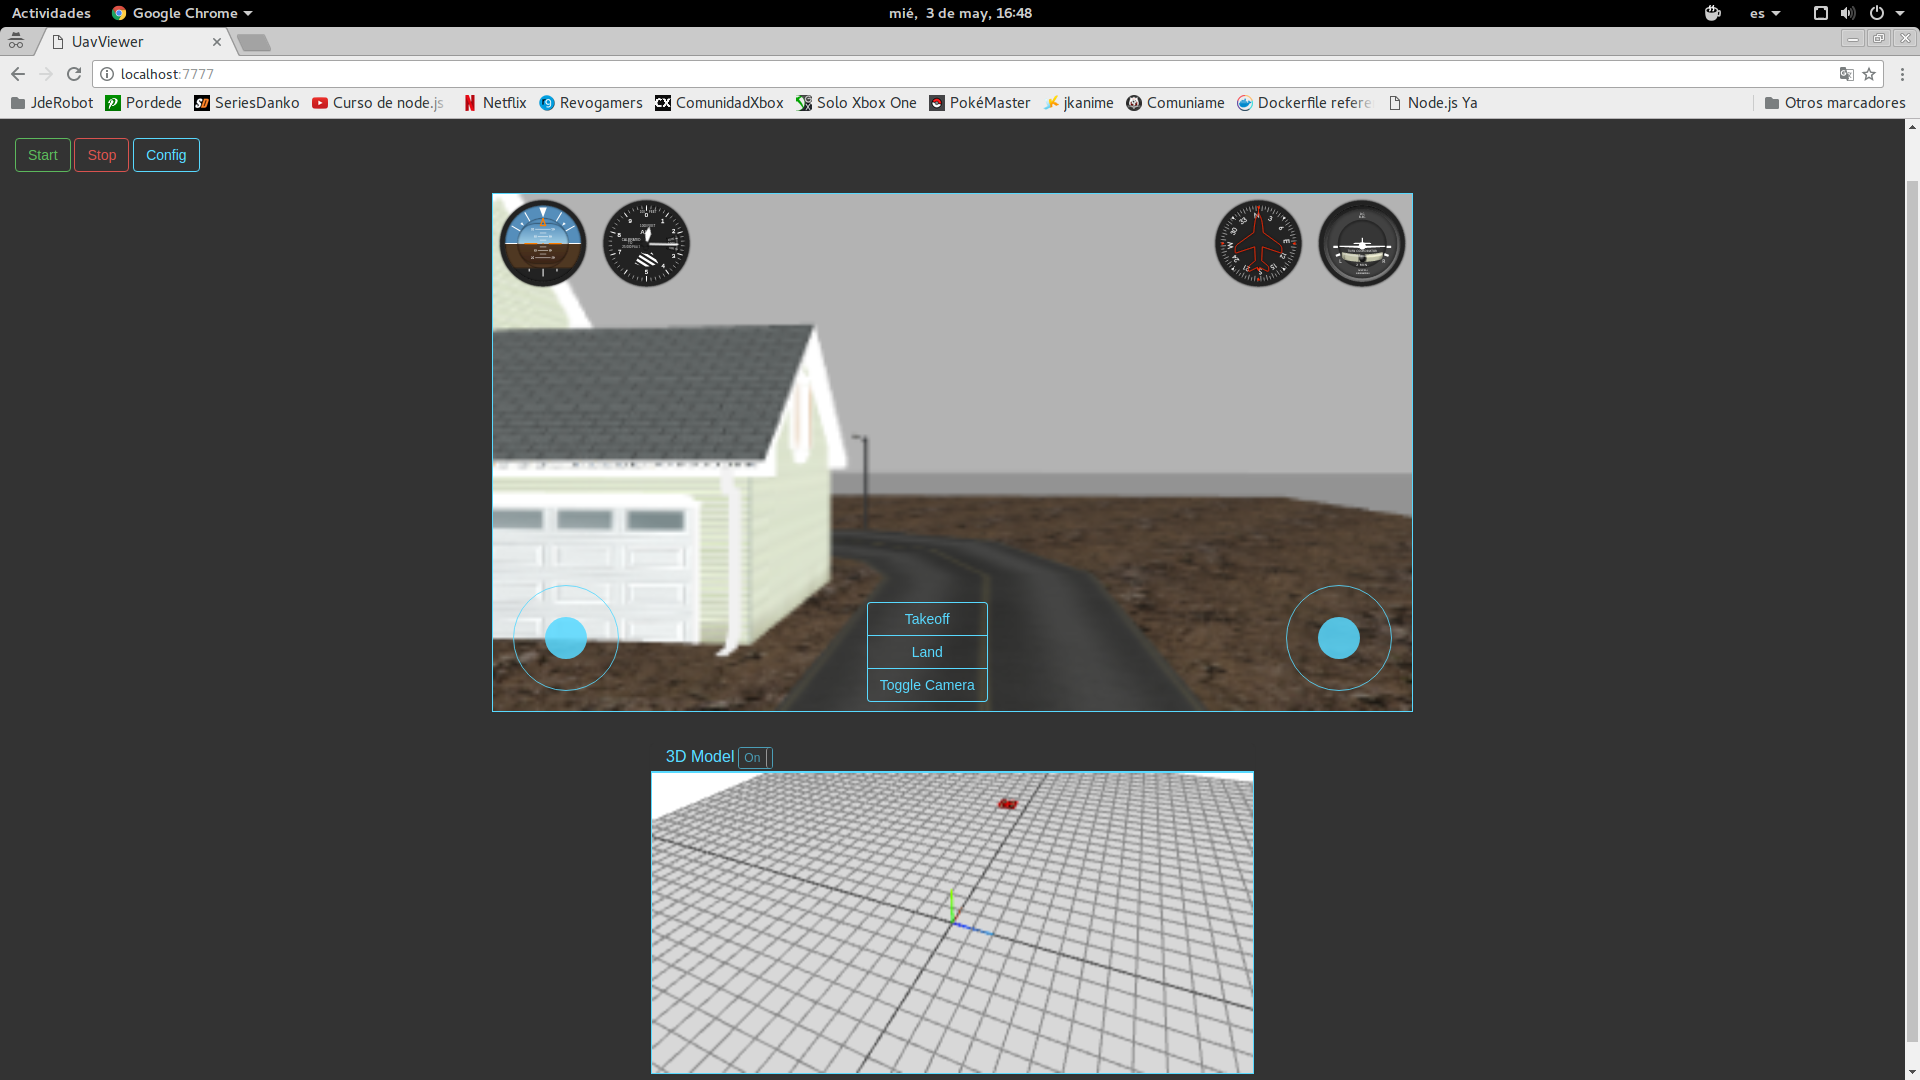 Actividades Google Chrome mié, 3 de may, 16:48 es
UavViewer
localhost:7777
JdeRobot Pordede SeriesDanko Curso de node.js Netflix Revogamers ComunidadXbox Solo Xbox One PokéMaster jkanime Comuniame Dockerfile refere Node.js Ya Otros marcadores
Start Stop Config
Takeoff
Land
Toggle Camera
3D Model On